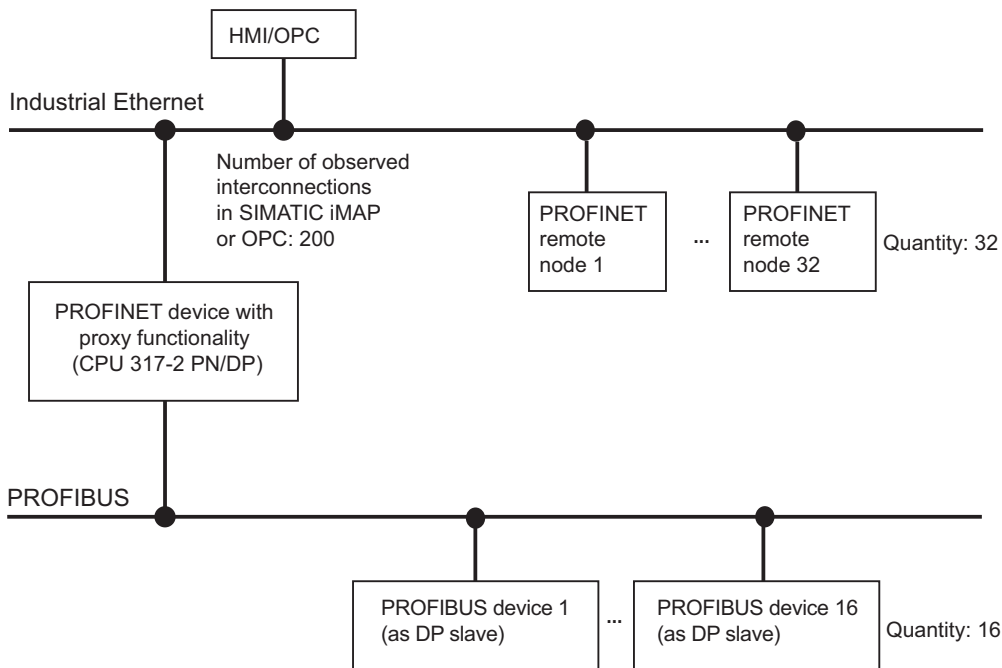 HMI/OPC
Industrial Ethernet
Number of observed
interconnections
in SIMATIC iMAP
or OPC: 200
PROFINET
remote
node 1
...
PROFINET
remote
node 32
Quantity: 32
PROFINET device with
proxy functionality
(CPU 317-2 PN/DP)
PROFIBUS
PROFIBUS device 1
(as DP slave)
...
PROFIBUS device 16
(as DP slave)
Quantity: 16